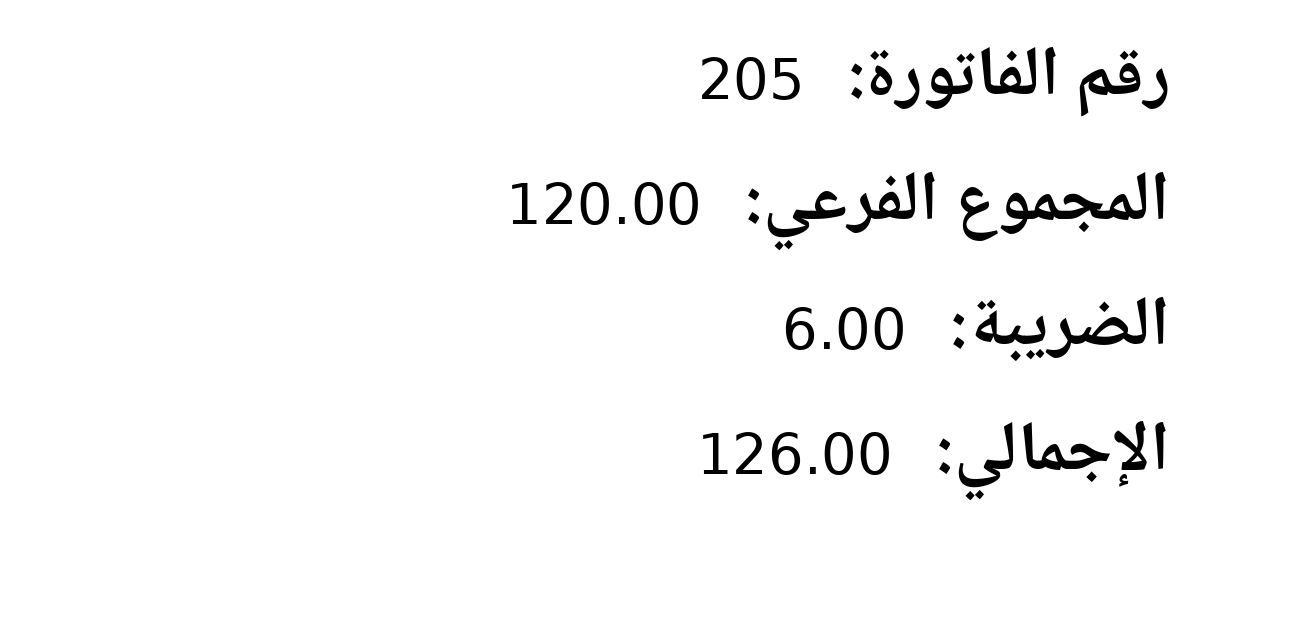 رقم الفاتورة: 205
المجموع الفرعي: 120.00
الضريبة: 6.00
الإجمالي: 126.00